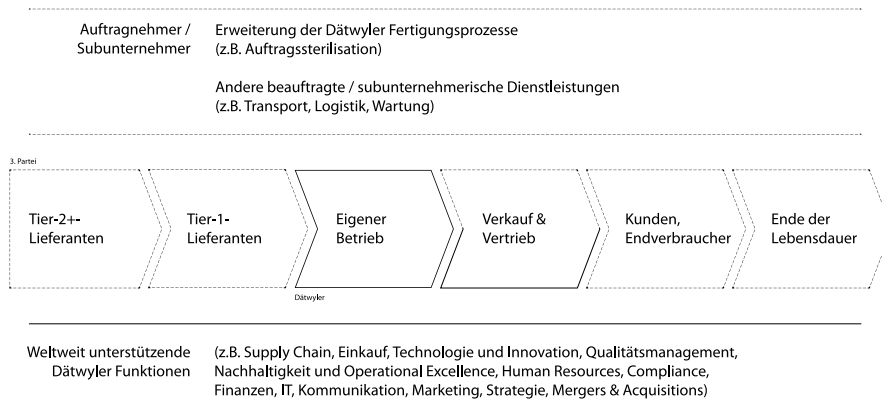 Auftragnehmer /
Subunternehmer
Erweiterung der Dätwyler Fertigungsprozesse
(z.B. Auftragssterilisation)
Andere beauftragte / subunternehmerische Dienstleistungen
(z.B. Transport, Logistik, Wartung)
3. Partei
Tier-2+-
Lieferanten
Tier-1-
Lieferanten
Eigener
Betrieb
Verkauf &
Vertrieb
Kunden,
Endverbraucher
Ende der
Lebensdauer
Dätwyler
Weltweit unterstützende
Dätwyler Funktionen
(z.B. Supply Chain, Einkauf, Technologie und Innovation, Qualitätsmanagement,
Nachhaltigkeit und Operational Excellence, Human Resources, Compliance,
Finanzen, IT, Kommunikation, Marketing, Strategie, Mergers & Acquisitions)